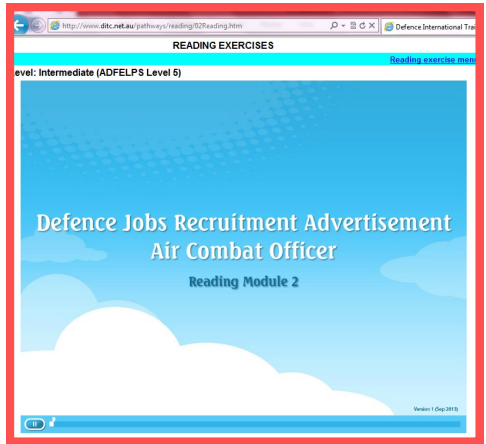 http://www.ditc.net.au/pathways/reading/02Reading.htm
Defence International Trai
READING EXERCISES
Reading exercise men
evel: Intermediate (ADFELPS Level 5)
Defence Jobs Recruitment Advertisement
Air Combat Officer
Reading Module 2
Version 1 (Sep 2013)